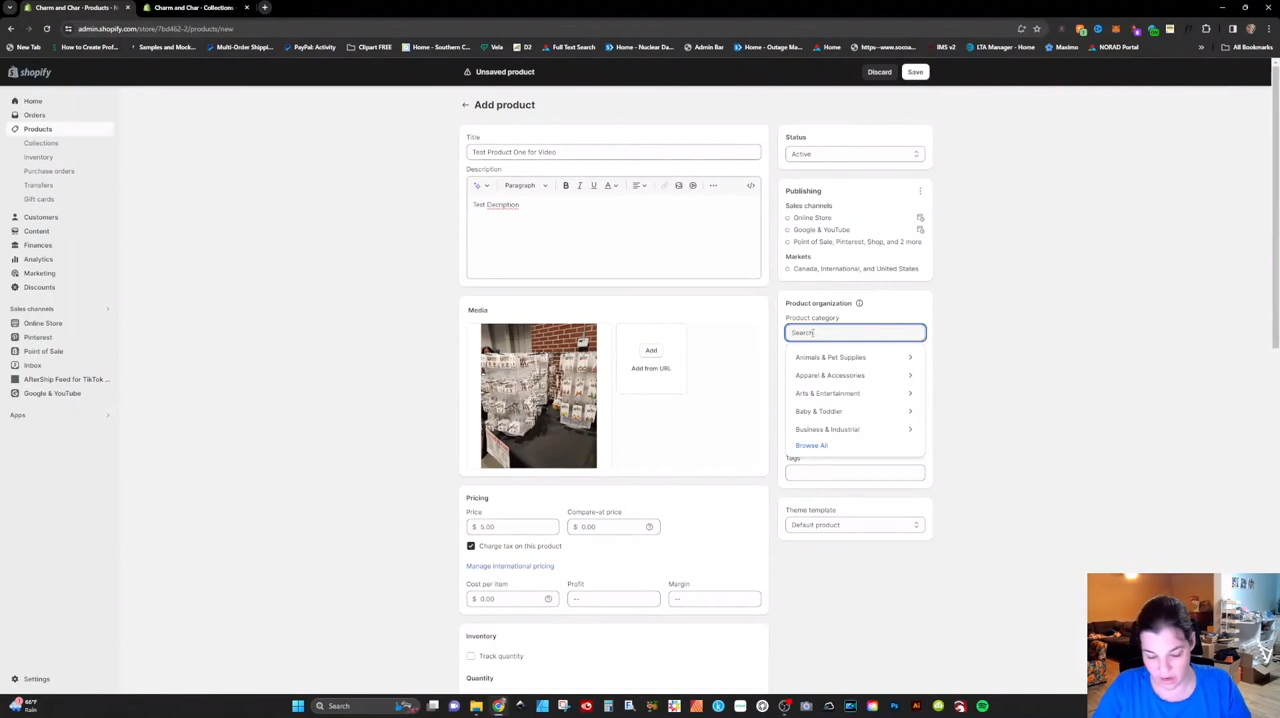 Charm and Char - Products - 
Charm and Char - Collections
admin.shopify.com/store/7bd462-2/products/new
New Tab
How to Create Prof...
Samples and Mock...
Multi-Order Shippi...
PayPal: Activity
Clipart FREE
Home - Southern C...
Vela
D2
Full Text Search
Home - Nuclear Da...
Admin Bar
Home - Outage Ma...
https--www.socoa...
IMS v2
LTA Manager - Home
Maximo
NORAD Portal
All Bookmarks
shopify
Unsaved product
Discard
Save
Home
Orders
Products
Collections
Inventory
Purchase orders
Transfers
Gift cards
Customers
Content
Finances
Analytics
Marketing
Discounts
Sales channels
Online Store
Pinterest
Point of Sale
Inbox
AfterShip Feed for TikTok ...
Google & YouTube
Apps
Settings
Add product
Title
Test Product One for Video
Description
Paragraph
B I U A
Test Decription
Media
Add
Add from URL
Pricing
Price
Compare-at price
$ 5.00
$ 0.00
Charge tax on this product
Manage international pricing
Cost per item
Profit
Margin
$ 0.00
--
--
Inventory
Track quantity
Quantity
Status
Active
Publishing
Sales channels
Online Store
Google & YouTube
Point of Sale, Pinterest, Shop, and 2 more
Markets
Canada, International, and United States
Product organization
Product category
Search
Animals & Pet Supplies
Apparel & Accessories
Arts & Entertainment
Baby & Toddler
Business & Industrial
Browse All
Tags
Theme template
Default product
66°F
Rain
Search